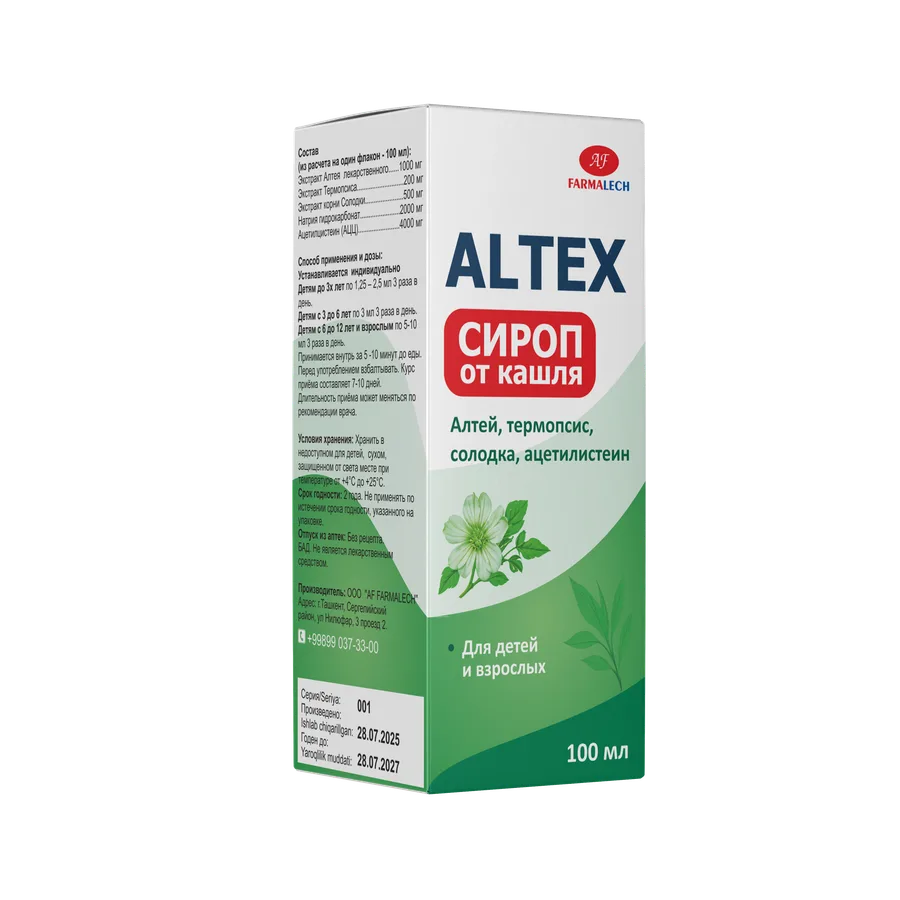 Состав
(из расчета на один флакон - 100 мл):
Экстракт Алтея лекарственного.....1000 мг
Экстракт Термопсиса....................200 мг
Экстракт корни Солодки................500 мг
Натрия гидрокарбонат..................2000 мг
Ацетилцистеин (АЦЦ)....................4000 мг
Способ применения и дозы:
Устанавливается индивидуально
Детям до 3х лет по 1,25 – 2,5 мл 3 раза в
день.
Детям с 3 до 6 лет по 3 мл 3 раза в день.
Детям с 6 до 12 лет и взрослым по 5-10
мл 3 раза в день.
Принимается внутрь за 5 -10 минут до еды.
Перед употреблением взбалтывать. Курс
приёма составляет 7-10 дней.
Длительность приёма может меняться по
рекомендации врача.
Условия хранения: Хранить в
недоступном для детей, сухом,
защищенном от света месте при
температуре от +4°C до +25°C.
Срок годности: 2 года. Не применять по
истечении срока годности, указанного на
упаковке.
Отпуск из аптек: Без рецепта
БАД. Не является лекарственным
средством.
Производитель: ООО "AF FARMALECH"
Адрес: г.Ташкент, Сергелийский
район, ул Нилюфар, 3 проезд 2.
+99899 037-33-00
Серия/Seriya: 001
Произведено:
Ishlab chiqarilgan: 28.07.2025
Годен до:
Yaroqlilik muddati: 28.07.2027
AF
FARMALECH
ALTEX
СИРОП
от кашля
Алтей, термопсис,
солодка, ацетилистеин
• Для детей
и взрослых
100 мл